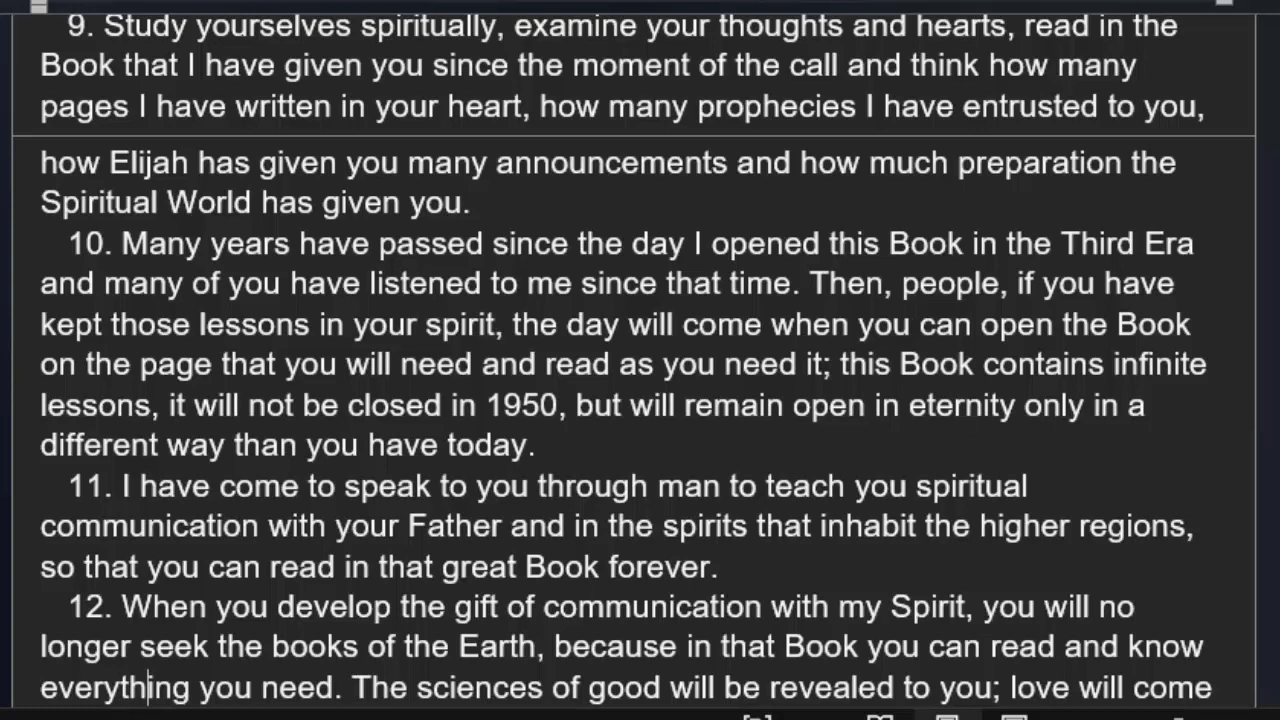 9. Study yourselves spiritually, examine your thoughts and hearts, read in the
Book that I have given you since the moment of the call and think how many
pages I have written in your heart, how many prophecies I have entrusted to you,
how Elijah has given you many announcements and how much preparation the
Spiritual World has given you.
10. Many years have passed since the day I opened this Book in the Third Era
and many of you have listened to me since that time. Then, people, if you have
kept those lessons in your spirit, the day will come when you can open the Book
on the page that you will need and read as you need it; this Book contains infinite
lessons, it will not be closed in 1950, but will remain open in eternity only in a
different way than you have today.
11. I have come to speak to you through man to teach you spiritual
communication with your Father and in the spirits that inhabit the higher regions,
so that you can read in that great Book forever.
12. When you develop the gift of communication with my Spirit, you will no
longer seek the books of the Earth, because in that Book you can read and know
everything you need. The sciences of good will be revealed to you; love will come